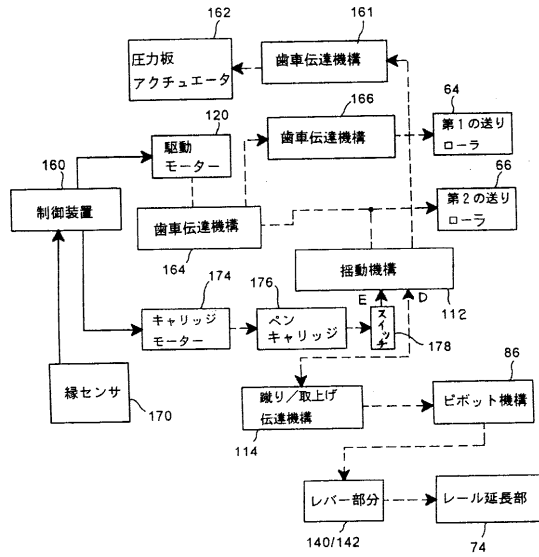 162
圧力板
アクチュエータ
161
歯車伝達機構
120
駆動
モーター
166
歯車伝達機構
64
第1の送り
ローラ
160
制御装置
歯車伝達機構
164
66
第2の送り
ローラ
揺動機構
112
E
D
174
キャリッジ
モーター
176
ペン
キャリッジ
スイッチ
178
縁センサ
170
蹴り/取上げ
伝達機構
114
86
ピボット機構
レバー部分
140/142
レール延長部
74